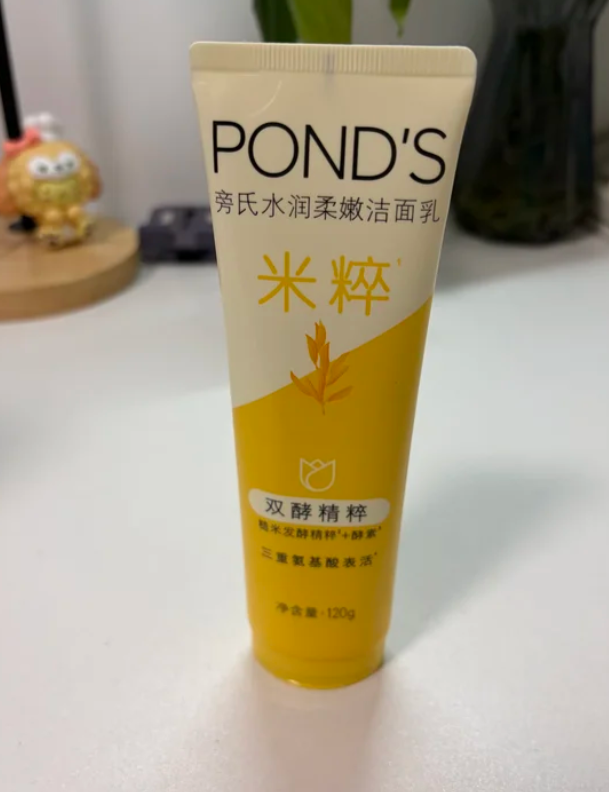 POND'S
旁氏水润柔嫩洁面乳
米粹
双酵精粹
糙米发酵精粹+酵素
三重氨基酸表活
净含量·120g